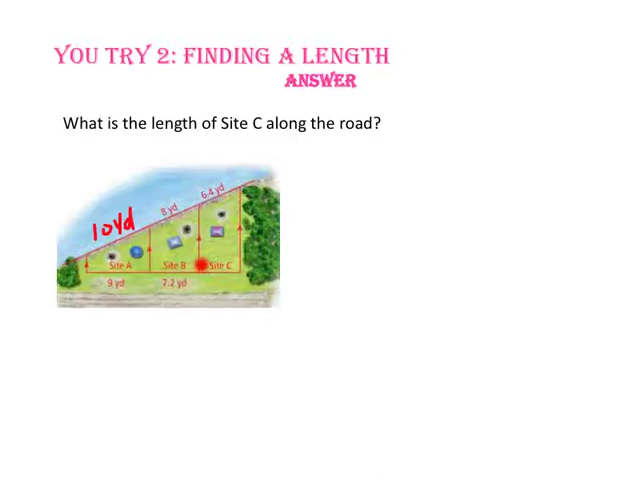 YOU TRY 2: FINDING A LENGTH
ANSWER
What is the length of Site C along the road?
6.4 yd
8 yd
10yd
Site A Site B Site C
9 yd 7.2 yd